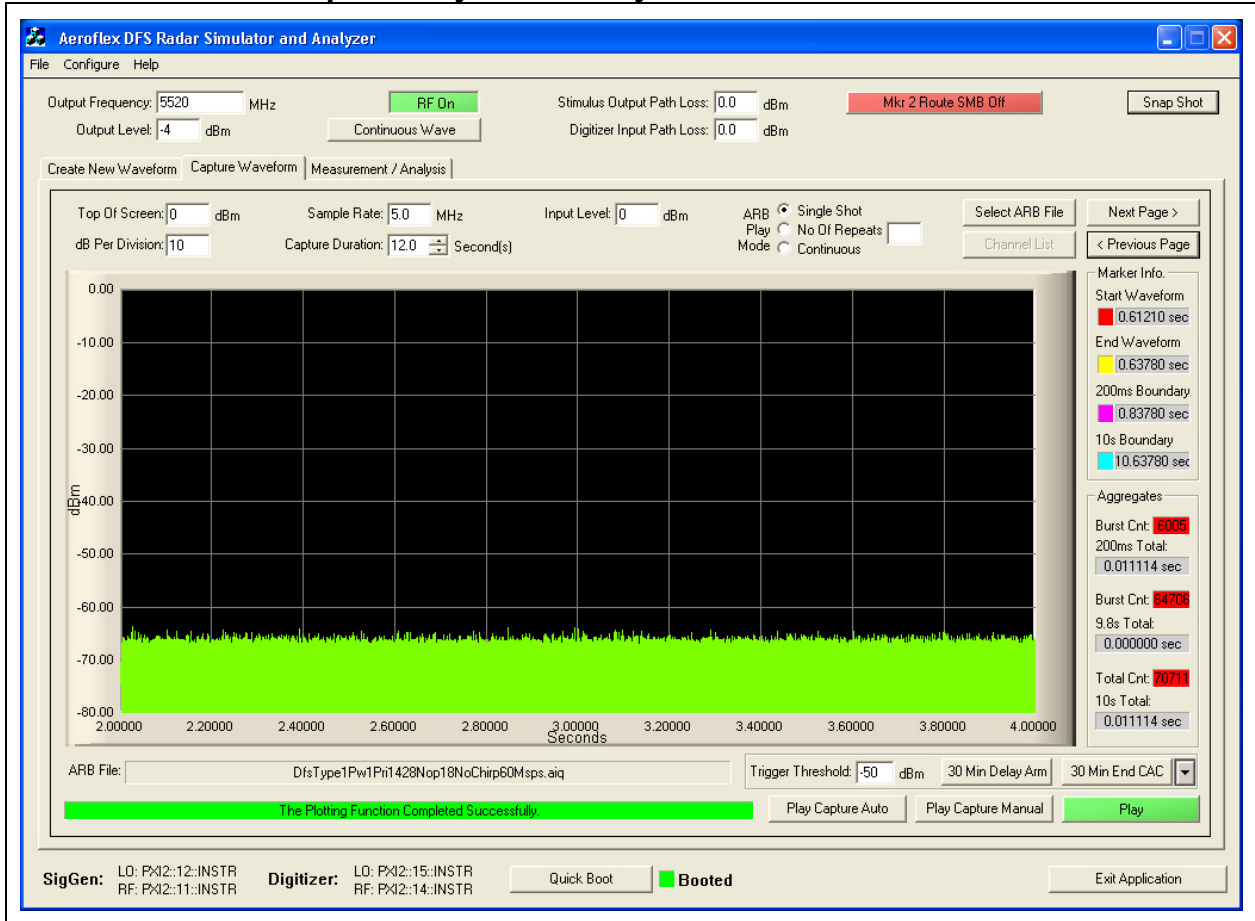 Aeroflex DFS Radar Simulator and Analyzer
File Configure Help
Output Frequency: 5520 MHz RF On Stimulus Output Path Loss: 0.0 dBm Mkr 2 Route SMB Off Snap Shot
Output Level: -4 dBm Continuous Wave Digitizer Input Path Loss: 0.0 dBm
Create New Waveform Capture Waveform Measurement / Analysis
Top Of Screen: 0 dBm Sample Rate: 5.0 MHz Input Level: 0 dBm ARB Play Mode Single Shot Select ARB File Next Page >
No Of Repeats
dB Per Division: 10 Capture Duration: 12.0 Second(s) Continuous Channel List < Previous Page
Marker Info.
Start Waveform
0.61210 sec
End Waveform
0.63780 sec
200ms Boundary
0.83780 sec
10s Boundary
10.63780 sec
Aggregates
Burst Cnt: 6005
200ms Total:
0.011114 sec
Burst Cnt: 64706
9.8s Total:
0.000000 sec
Total Cnt: 70711
10s Total:
0.011114 sec
0.00
-10.00
-20.00
-30.00
-40.00
-50.00
-60.00
-70.00
-80.00
dBm
2.00000 2.20000 2.40000 2.60000 2.80000 3.00000 3.20000 3.40000 3.60000 3.80000 4.00000
Seconds
ARB File: DfsType1Pw1Pri1428Nop18NoChirp60Msps.aiq Trigger Threshold: -50 dBm 30 Min Delay Arm 30 Min End CAC
The Plotting Function Completed Successfully. Play Capture Auto Play Capture Manual Play
SigGen: LO: PXI2::12::INSTR Digitizer: LO: PXI2::15::INSTR Quick Boot Booted Exit Application
RF: PXI2::11::INSTR RF: PXI2::14::INSTR